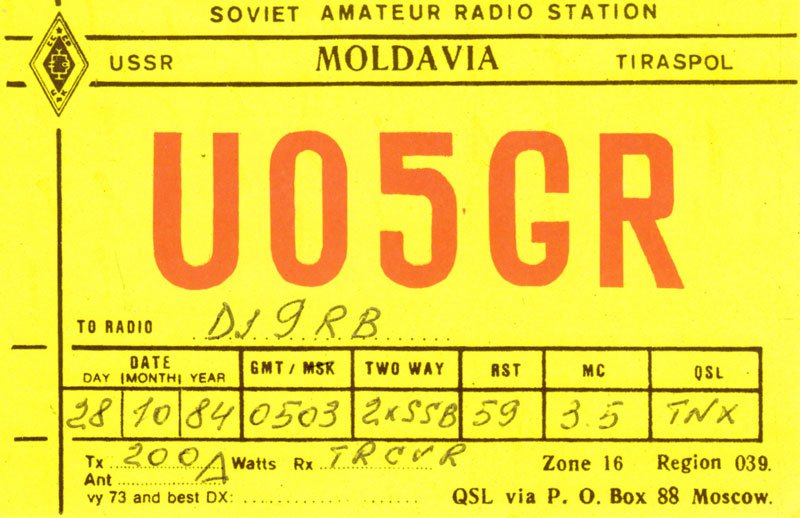 SOVIET AMATEUR RADIO STATION
USSR MOLDAVIA TIRASPOL
UO5GR
TO RADIO DJ9RB
DATE GMT / MSK TWO WAY RST MC QSL
DAY MONTH YEAR
28 10 84 0503 2xSSB 59 3.5 TNX
Tx 200 Watts Rx TRCVR Zone 16 Region 039.
Ant
vy 73 and best DX: QSL via P. O. Box 88 Moscow.